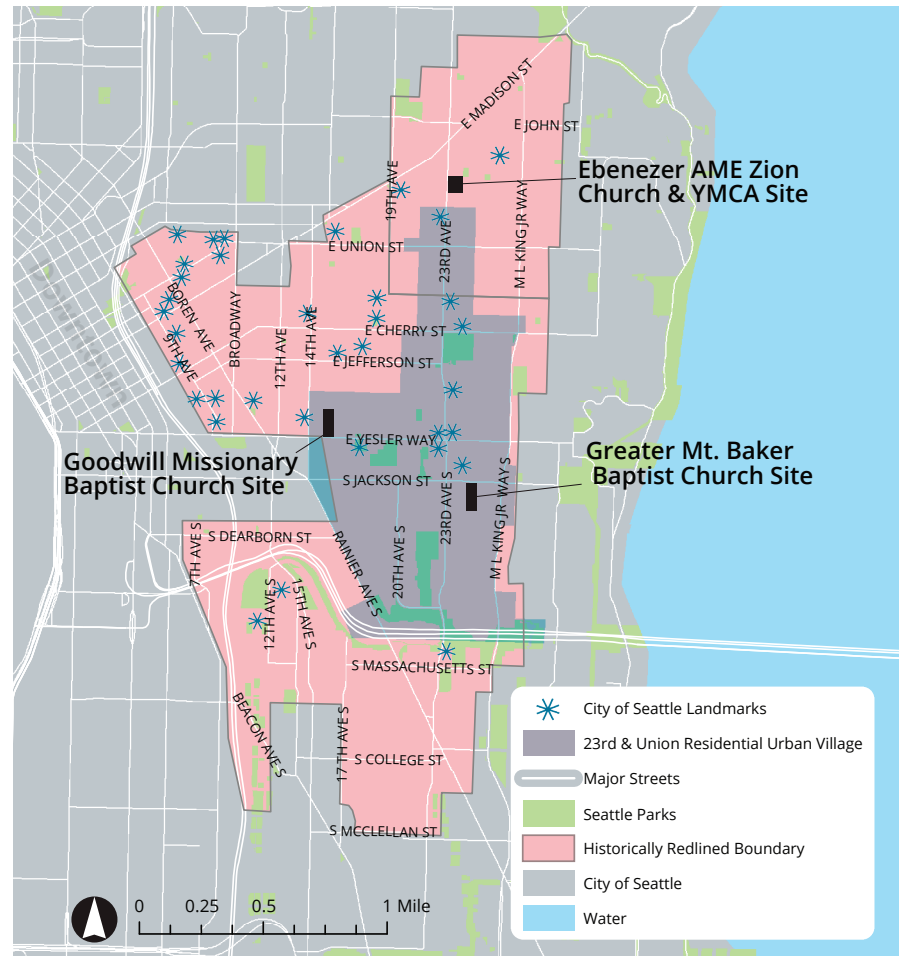 E MADISON ST
E JOHN ST
Ebenezer AME Zion
Church & YMCA Site
19TH AVE
M L KING JR WAY
23RD AVE
E UNION ST
DOWNTOWN
BOREN AVE
BROADWAY
9TH AVE
12TH AVE
14TH AVE
E CHERRY ST
E JEFFERSON ST
E YESLER WAY
Goodwill Missionary
Baptist Church Site
Greater Mt. Baker
Baptist Church Site
S JACKSON ST
23RD AVE S
M L KING JR WAY S
20TH AVE S
RAINIER AVE S
S DEARBORN ST
7TH AVE S
12TH AVE S
15TH AVE S
S MASSACHUSETTS ST
BEACON AVE S
17 TH AVE S
S COLLEGE ST
S MCCLELLAN ST
City of Seattle Landmarks
23rd & Union Residential Urban Village
Major Streets
Seattle Parks
Historically Redlined Boundary
City of Seattle
Water
0 0.25 0.5 1 Mile